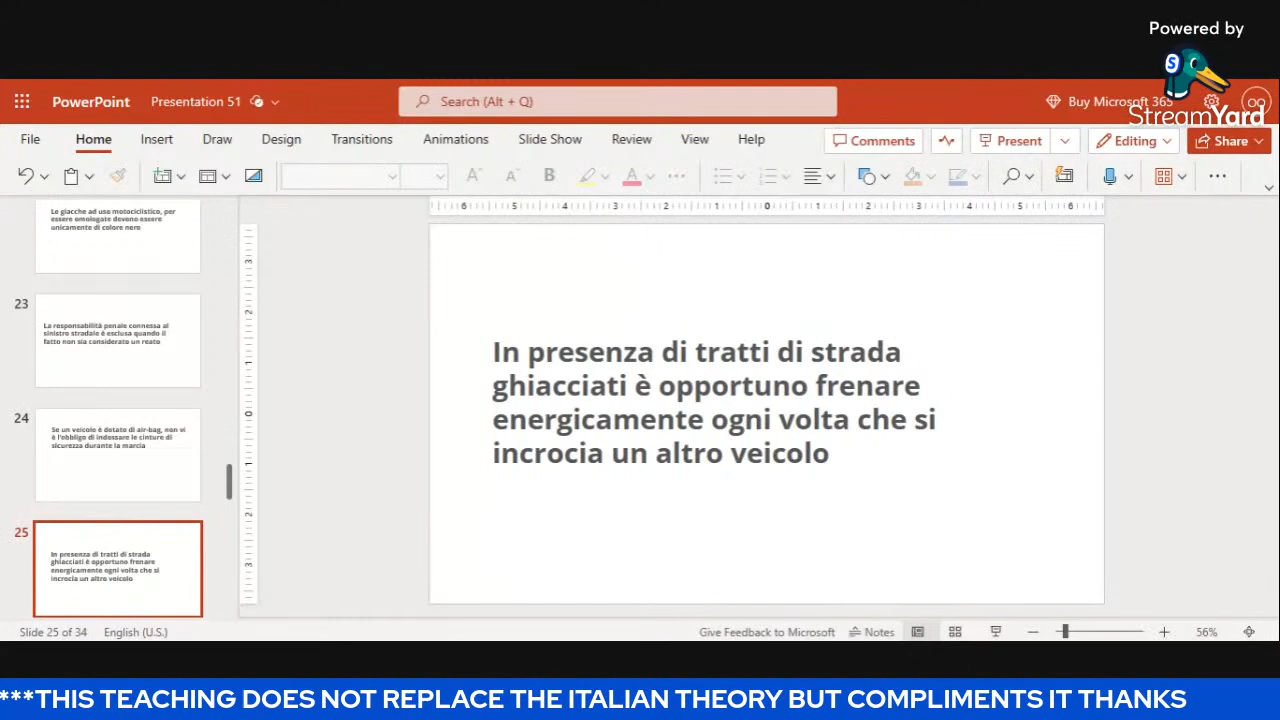 Powered by
StreamYard
PowerPoint Presentation 51 Search (Alt + Q) Buy Microsoft 365 OO
File Home Insert Draw Design Transitions Animations Slide Show Review View Help Comments Present Editing Share
Le giacche ad uso motociclistico, per
essere omologate devono essere
unicamente di colore nero
23
La responsabilità penale connessa al
sinistro stradale è esclusa quando il
fatto non sia considerato un reato
24
Se un veicolo è dotato di air-bag, non vi
è l'obbligo di indossare le cinture di
sicurezza durante la marcia
25
In presenza di tratti di strada
ghiacciati è opportuno frenare
energicamente ogni volta che si
incrocia un altro veicolo
In presenza di tratti di strada
ghiacciati è opportuno frenare
energicamente ogni volta che si
incrocia un altro veicolo
Slide 25 of 34 English (U.S.) Give Feedback to Microsoft Notes 56%
***THIS TEACHING DOES NOT REPLACE THE ITALIAN THEORY BUT COMPLIMENTS IT THANKS